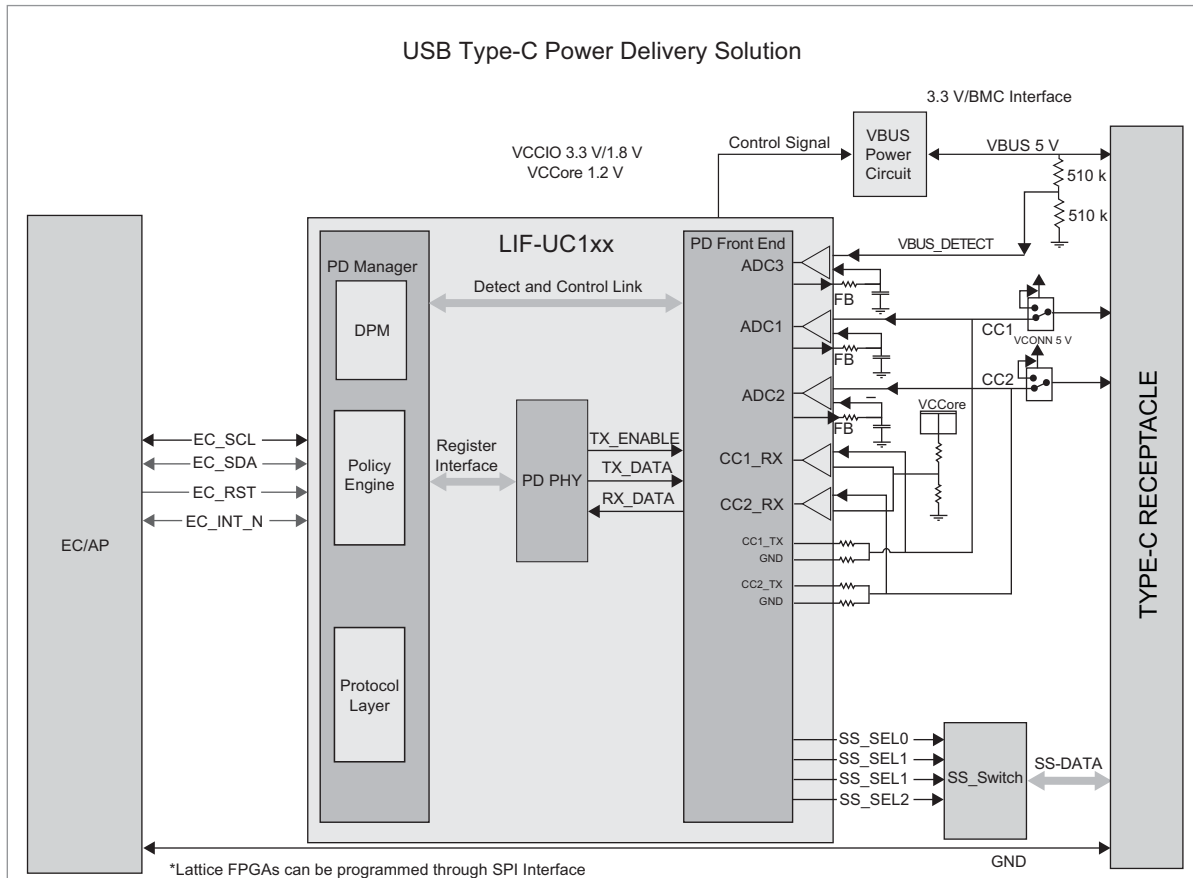 USB Type-C Power Delivery Solution
3.3 V/BMC Interface
VCCIO 3.3 V/1.8 V
VCCore 1.2 V
Control Signal
VBUS
Power
Circuit
VBUS 5 V
510 k
510 k
LIF-UC1xx
PD Manager
DPM
Policy
Engine
Protocol
Layer
Detect and Control Link
Register
Interface
PD PHY
TX_ENABLE
TX_DATA
RX_DATA
PD Front End
ADC3
ADC1
ADC2
CC1_RX
CC2_RX
CC1_TX
GND
CC2_TX
GND
VBUS_DETECT
FB
FB
FB
CC1
VCONN 5 V
CC2
VCCore
EC/AP
EC_SCL
EC_SDA
EC_RST
EC_INT_N
SS_SEL0
SS_SEL1
SS_SEL1
SS_SEL2
SS_Switch
SS-DATA
TYPE-C RECEPTACLE
GND
*Lattice FPGAs can be programmed through SPI Interface